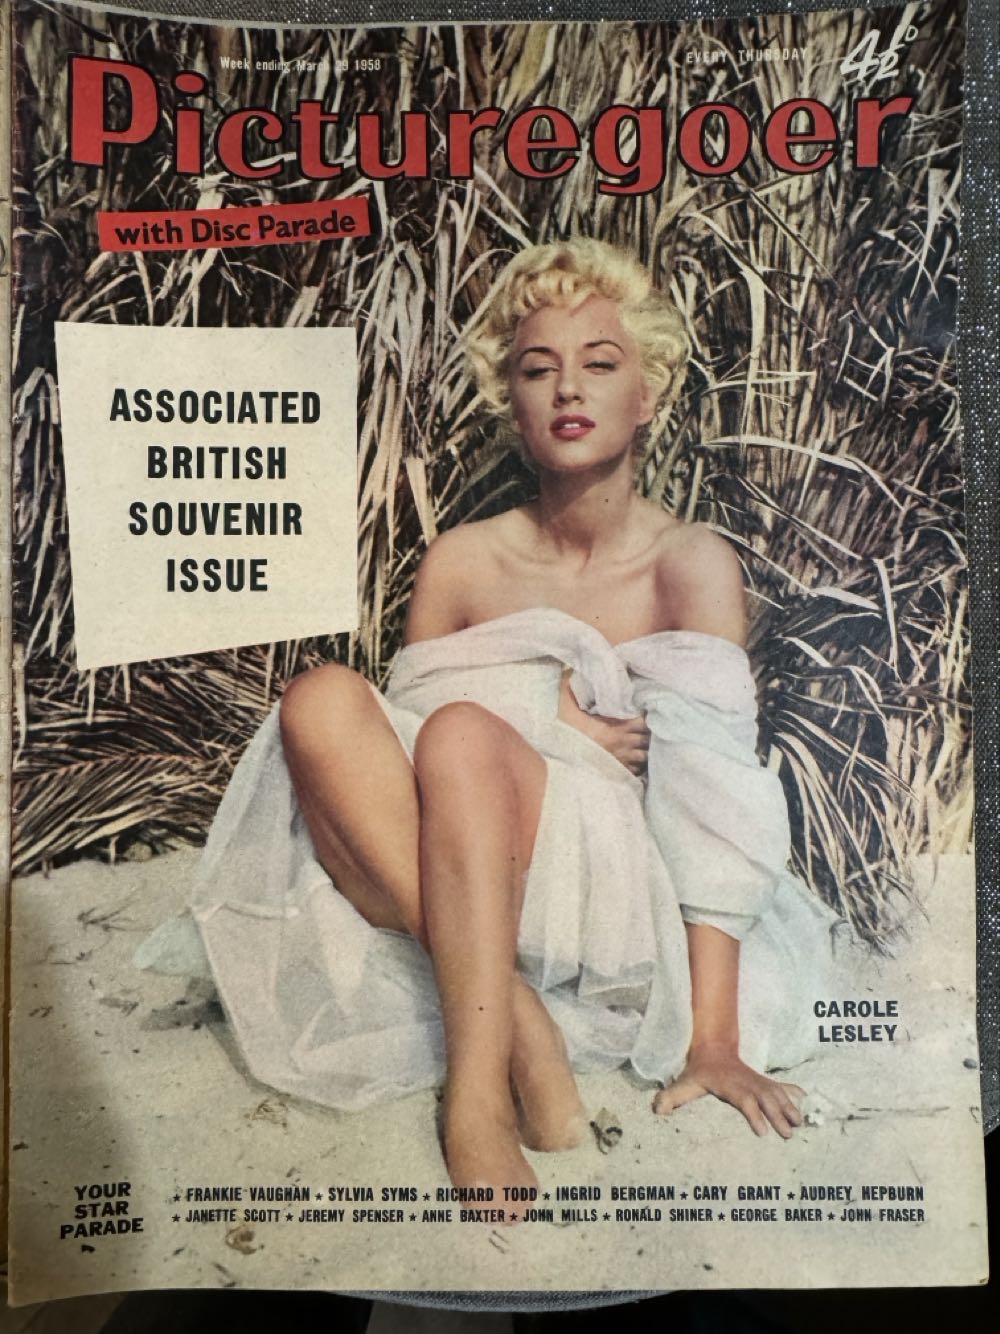 Week ending March 29 1958
EVERY THURSDAY
4½D
Picturegoer
with Disc Parade
ASSOCIATED
BRITISH
SOUVENIR
ISSUE
CAROLE
LESLEY
YOUR
STAR
PARADE
★ FRANKIE VAUGHAN ★ SYLVIA SYMS ★ RICHARD TODD ★ INGRID BERGMAN ★ CARY GRANT ★ AUDREY HEPBURN
★ JANETTE SCOTT ★ JEREMY SPENSER ★ ANNE BAXTER ★ JOHN MILLS ★ RONALD SHINER ★ GEORGE BAKER ★ JOHN FRASER